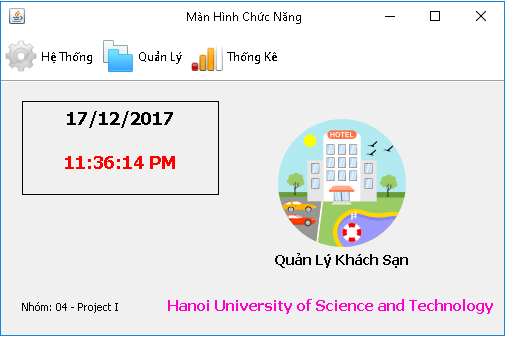 Màn Hình Chức Năng
Hệ Thống Quản Lý Thống Kê
17/12/2017
11:36:14 PM
HOTEL
Quản Lý Khách Sạn
Nhóm: 04 - Project I
Hanoi University of Science and Technology